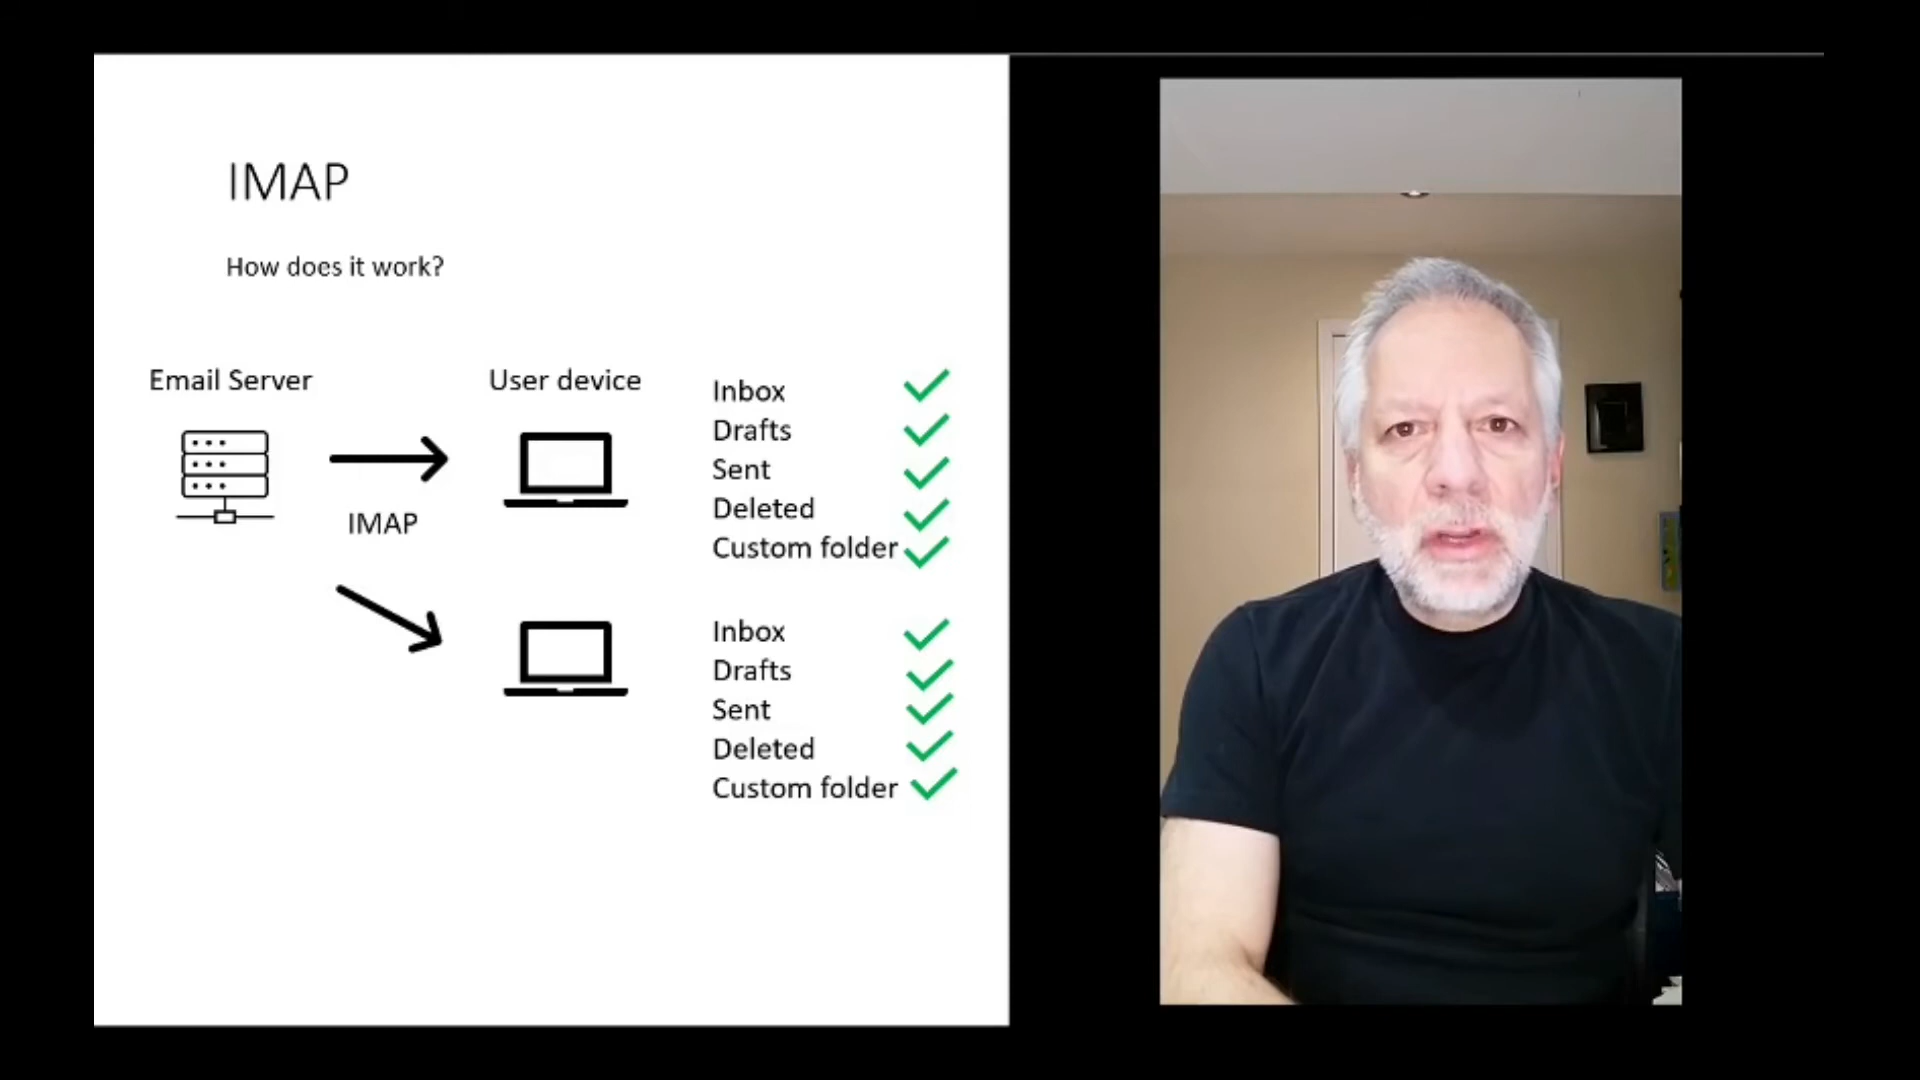 IMAP
How does it work?
Email Server
User device
IMAP
Inbox
Drafts
Sent
Deleted
Custom folder
Inbox
Drafts
Sent
Deleted
Custom folder